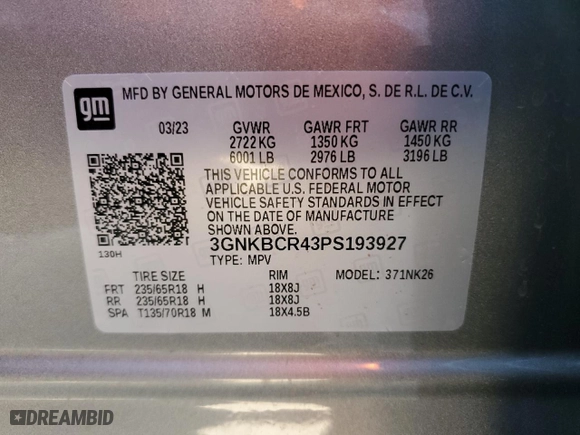 gm
MFD BY GENERAL MOTORS DE MEXICO, S. DE R.L. DE C.V.
03/23 GVWR GAWR FRT GAWR RR
2722 KG 1350 KG 1450 KG
6001 LB 2976 LB 3196 LB
THIS VEHICLE CONFORMS TO ALL
APPLICABLE U.S. FEDERAL MOTOR
VEHICLE SAFETY STANDARDS IN EFFECT
ON THE DATE OF MANUFACTURE
SHOWN ABOVE.
3GNKBCR43PS193927
130H
TYPE: MPV
TIRE SIZE RIM MODEL: 371NK26
FRT 235/65R18 H 18X8J
RR 235/65R18 H 18X8J
SPA T135/70R18 M 18X4.5B
DREAMBID